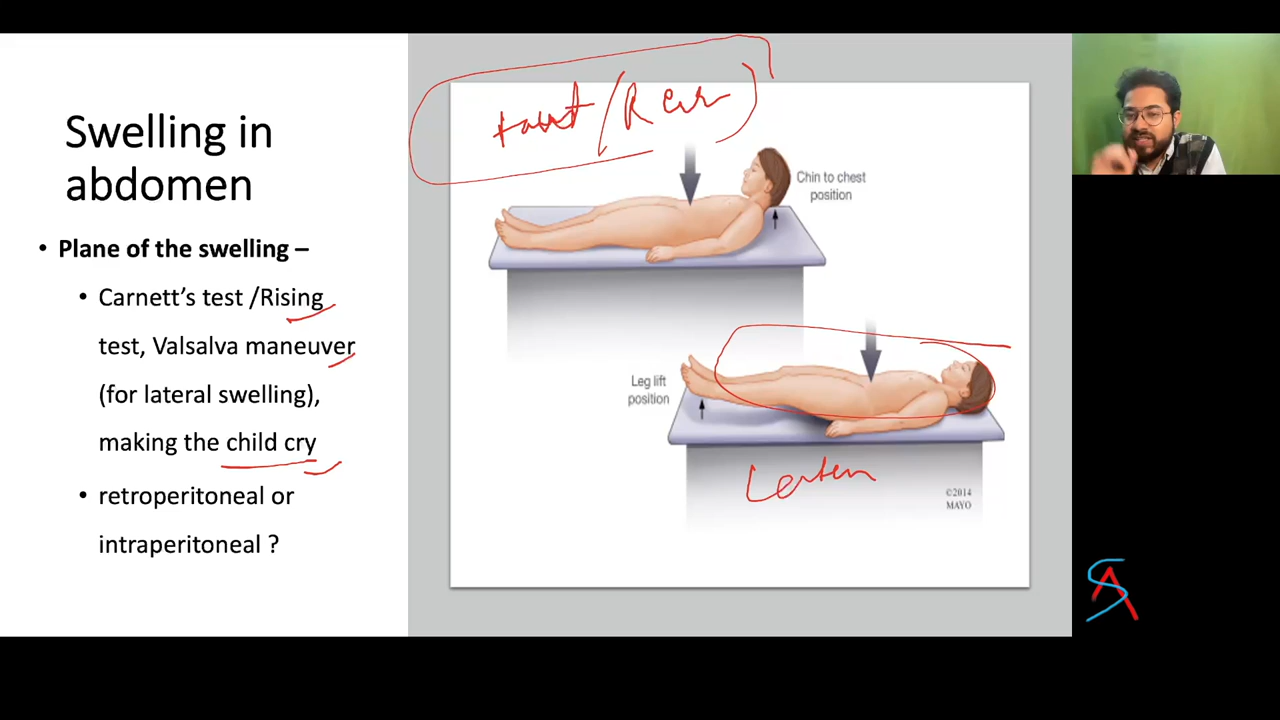 Swelling in
abdomen
• Plane of the swelling –
• Carnett’s test /Rising
test, Valsalva maneuver
(for lateral swelling),
making the child cry
• retroperitoneal or
intraperitoneal ?
Chin to chest
position
Leg lift
position
©2014
MAYO